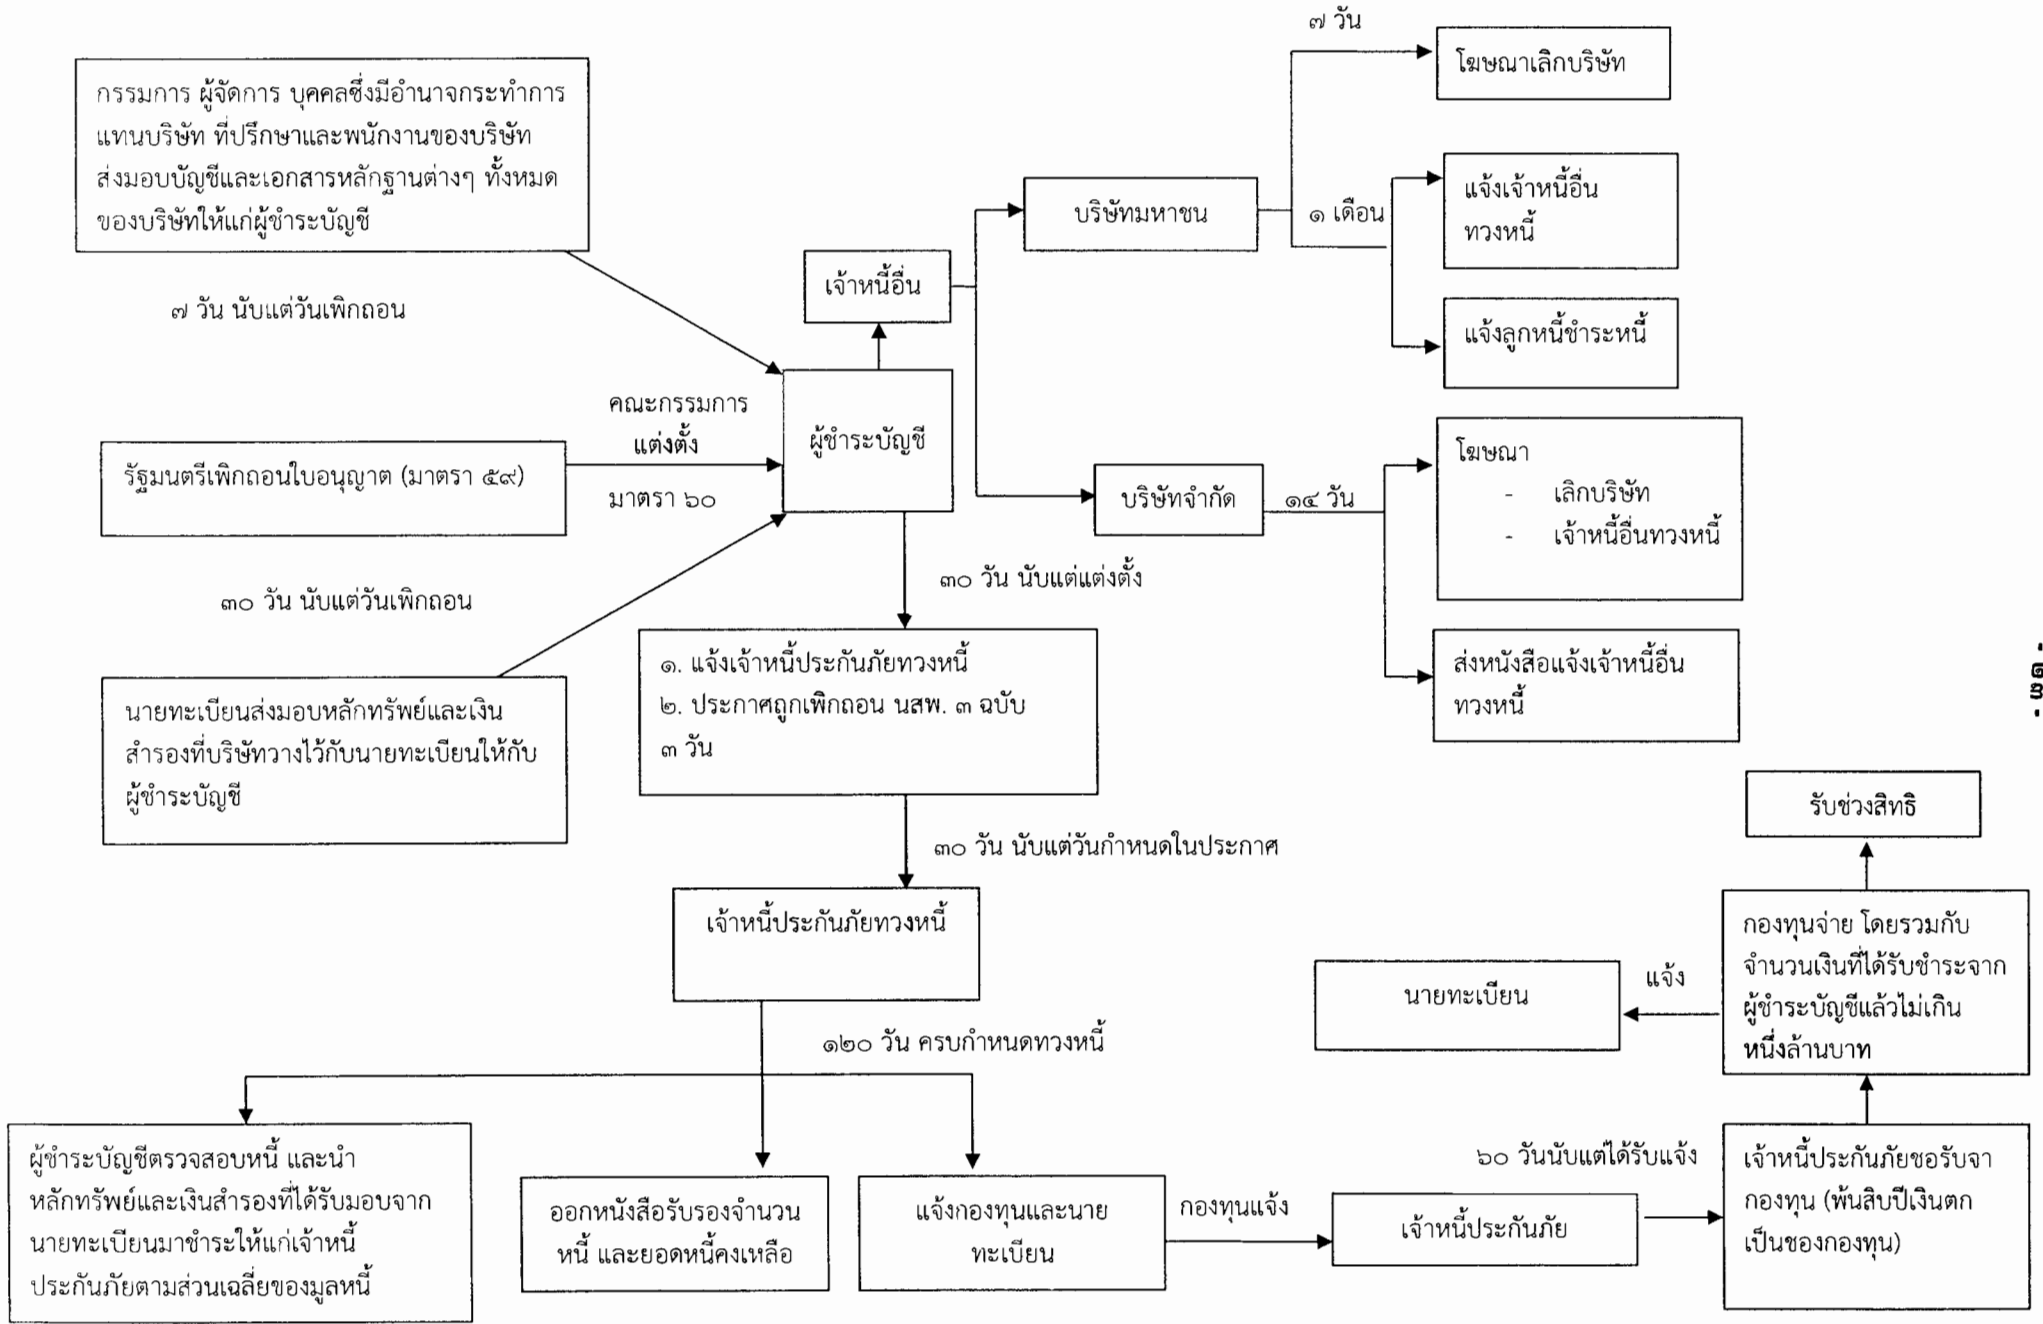 กรรมการ ผู้จัดการ บุคคลซึ่งมีอำนาจกระทำการ
แทนบริษัท ที่ปรึกษาและพนักงานของบริษัท
ส่งมอบบัญชีและเอกสารหลักฐานต่างๆ ทั้งหมด
ของบริษัทให้แก่ผู้ชำระบัญชี
๗ วัน นับแต่วันเพิกถอน
รัฐมนตรีเพิกถอนใบอนุญาต (มาตรา ๕๙)
คณะกรรมการ
แต่งตั้ง
มาตรา ๖๐
๓๐ วัน นับแต่วันเพิกถอน
นายทะเบียนส่งมอบหลักทรัพย์และเงิน
สำรองที่บริษัทวางไว้กับนายทะเบียนให้กับ
ผู้ชำระบัญชี
ผู้ชำระบัญชี
เจ้าหนี้อื่น
บริษัทมหาชน
๗ วัน
โฆษณาเลิกบริษัท
๑ เดือน
แจ้งเจ้าหนี้อื่น
ทวงหนี้
แจ้งลูกหนี้ชำระหนี้
บริษัทจำกัด
๑๔ วัน
โฆษณา
- เลิกบริษัท
- เจ้าหนี้อื่นทวงหนี้
ส่งหนังสือแจ้งเจ้าหนี้อื่น
ทวงหนี้
-๑๓-
๓๐ วัน นับแต่แต่งตั้ง
๑. แจ้งเจ้าหนี้ประกันภัยทวงหนี้
๒. ประกาศถูกเพิกถอน นสพ. ๓ ฉบับ
๓ วัน
๓๐ วัน นับแต่วันกำหนดในประกาศ
เจ้าหนี้ประกันภัยทวงหนี้
๑๒๐ วัน ครบกำหนดทวงหนี้
ผู้ชำระบัญชีตรวจสอบหนี้ และนำ
หลักทรัพย์และเงินสำรองที่ได้รับมอบจาก
นายทะเบียนมาชำระให้แก่เจ้าหนี้
ประกันภัยตามส่วนเฉลี่ยของมูลหนี้
ออกหนังสือรับรองจำนวน
หนี้ และยอดหนี้คงเหลือ
แจ้งกองทุนและนาย
ทะเบียน
กองทุนแจ้ง
เจ้าหนี้ประกันภัย
๖๐ วันนับแต่ได้รับแจ้ง
เจ้าหนี้ประกันภัยขอรับจา
กองทุน (พ้นสิบปีเงินตก
เป็นของกองทุน)
กองทุนจ่าย โดยรวมกับ
จำนวนเงินที่ได้รับชำระจาก
ผู้ชำระบัญชีแล้วไม่เกิน
หนึ่งล้านบาท
แจ้ง
นายทะเบียน
รับช่วงสิทธิ